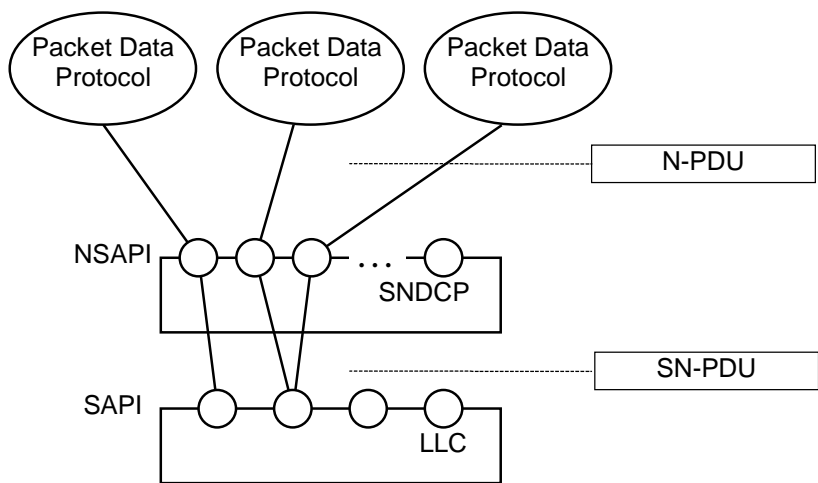 Packet Data
Protocol
Packet Data
Protocol
Packet Data
Protocol
N-PDU
NSAPI
. . .
SNDCP
SN-PDU
SAPI
LLC